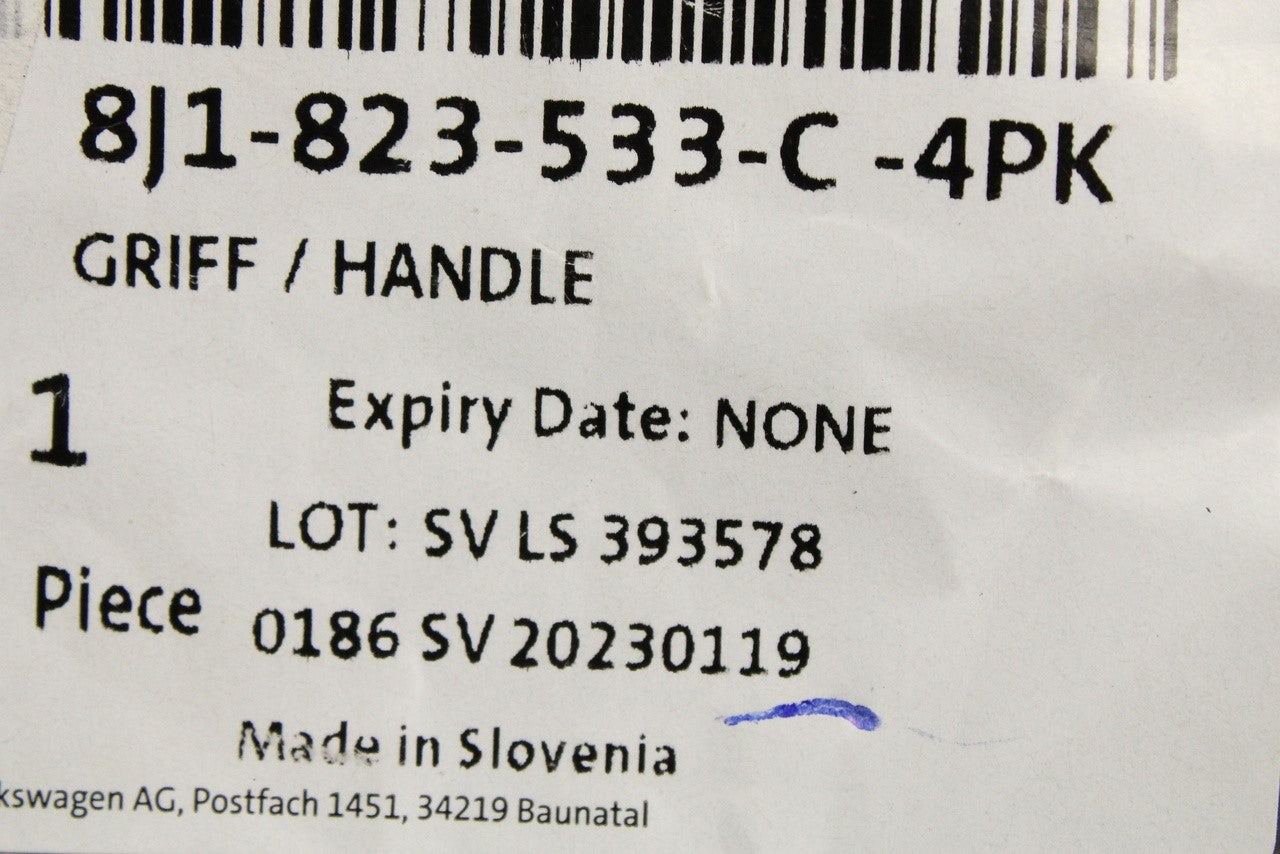 8J1-823-533-C -4PK
GRIFF / HANDLE
1
Expiry Date: NONE
LOT: SV LS 393578
Piece
0186 SV 20230119
Made in Slovenia
kswagen AG, Postfach 1451, 34219 Baunatal